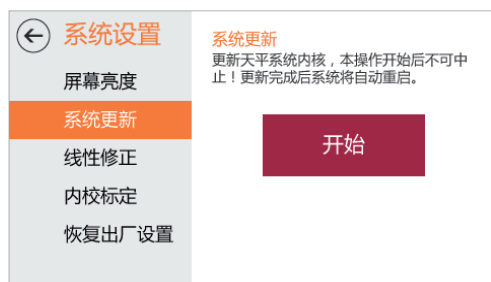 系统设置
屏幕亮度
系统更新
线性修正
内校标定
恢复出厂设置
系统更新
更新天平系统内核，本操作开始后不可中
止！更新完成后系统将自动重启。
开始